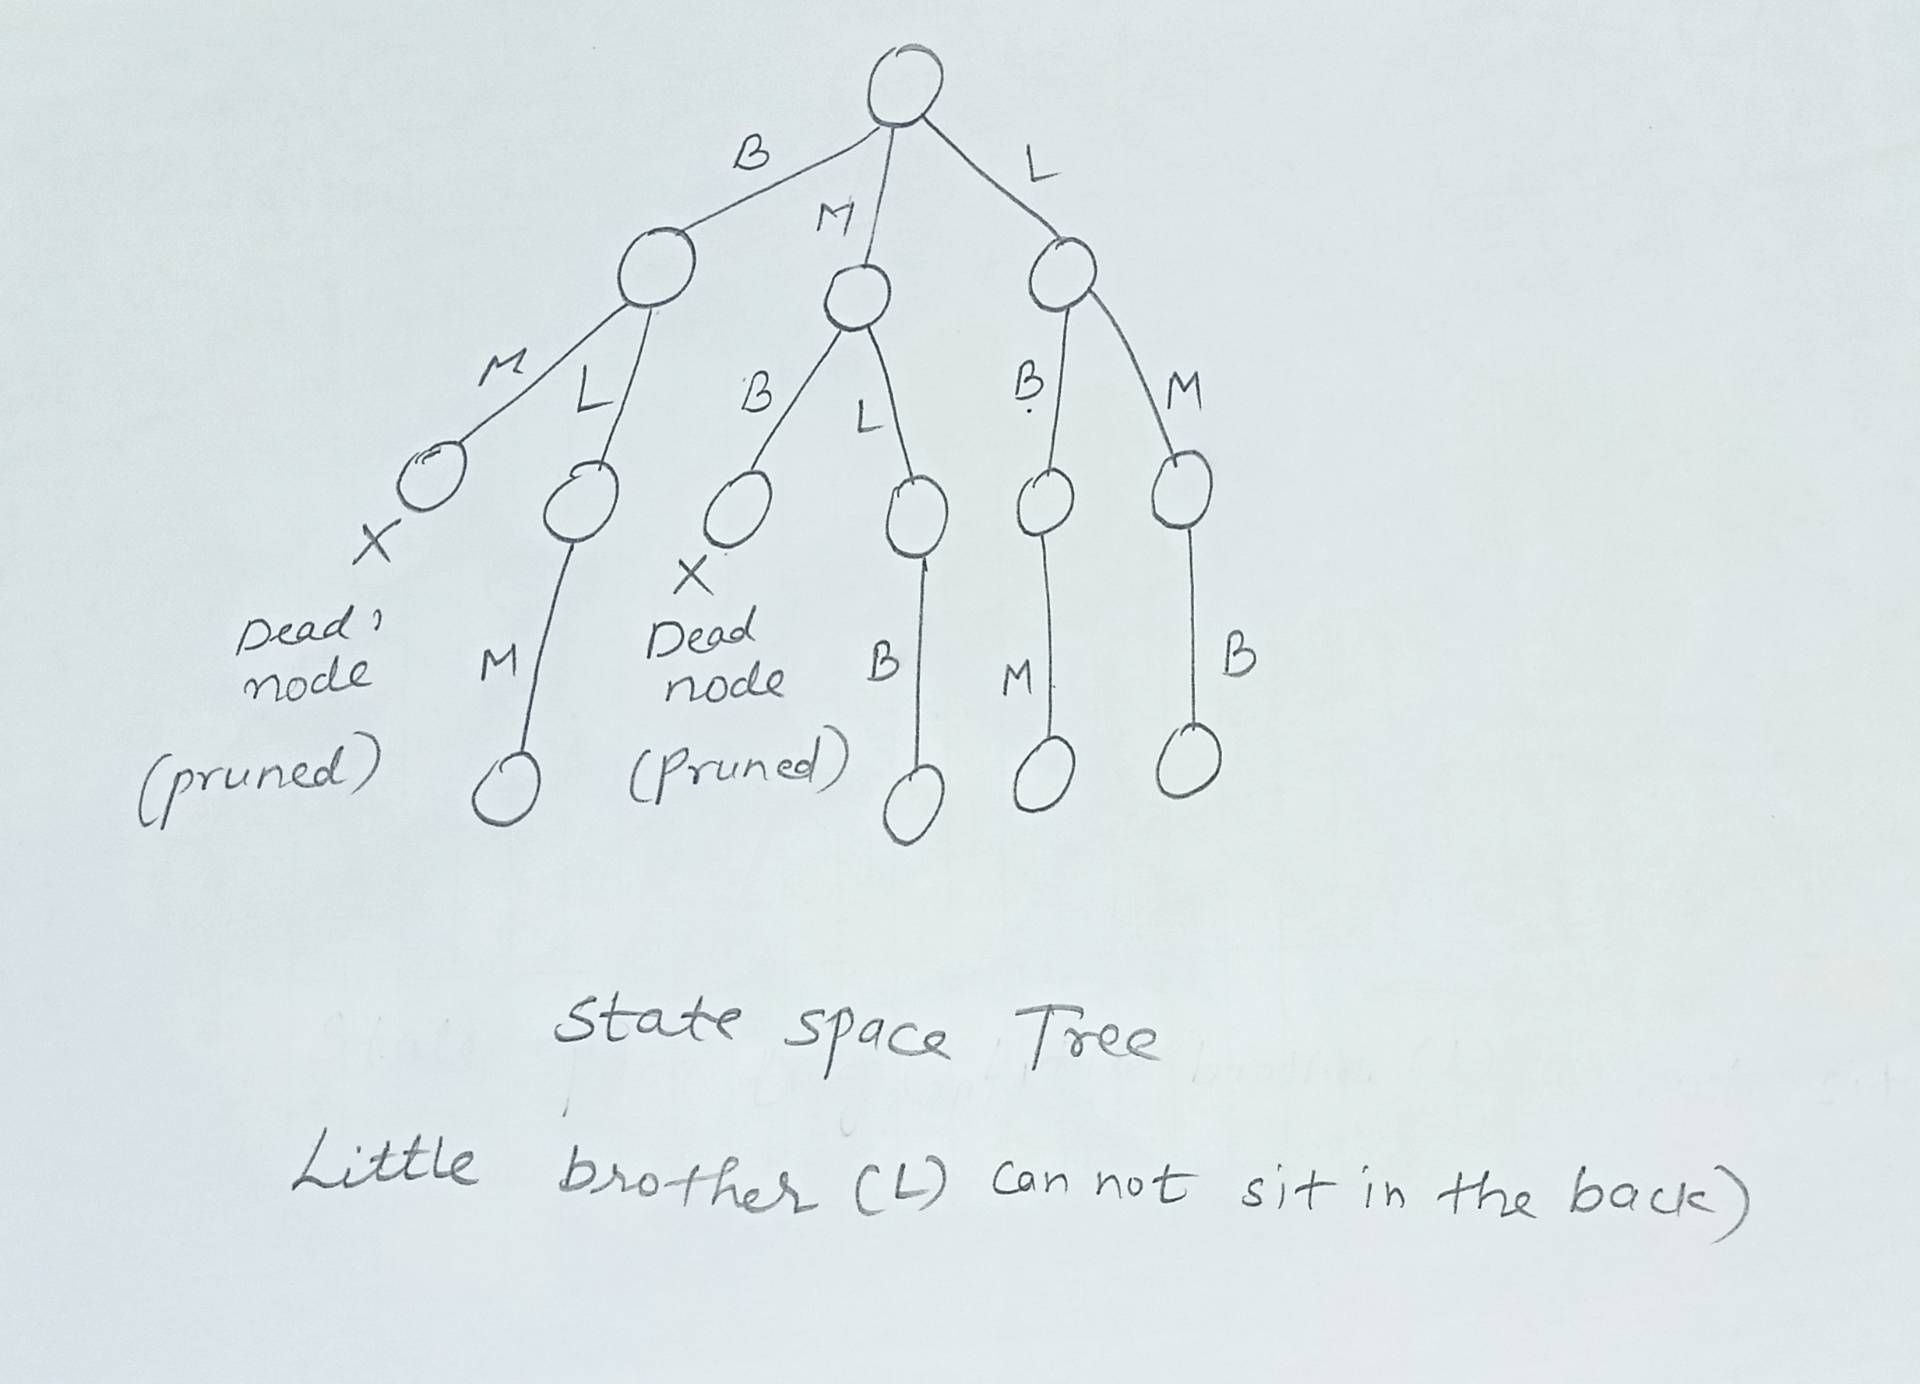 B
M
L
M
L
B
L
B
M
X
X
Dead
node
(pruned)
Dead
node
(Pruned)
M
B
M
B
State space Tree
Little brother (L) can not sit in the back)